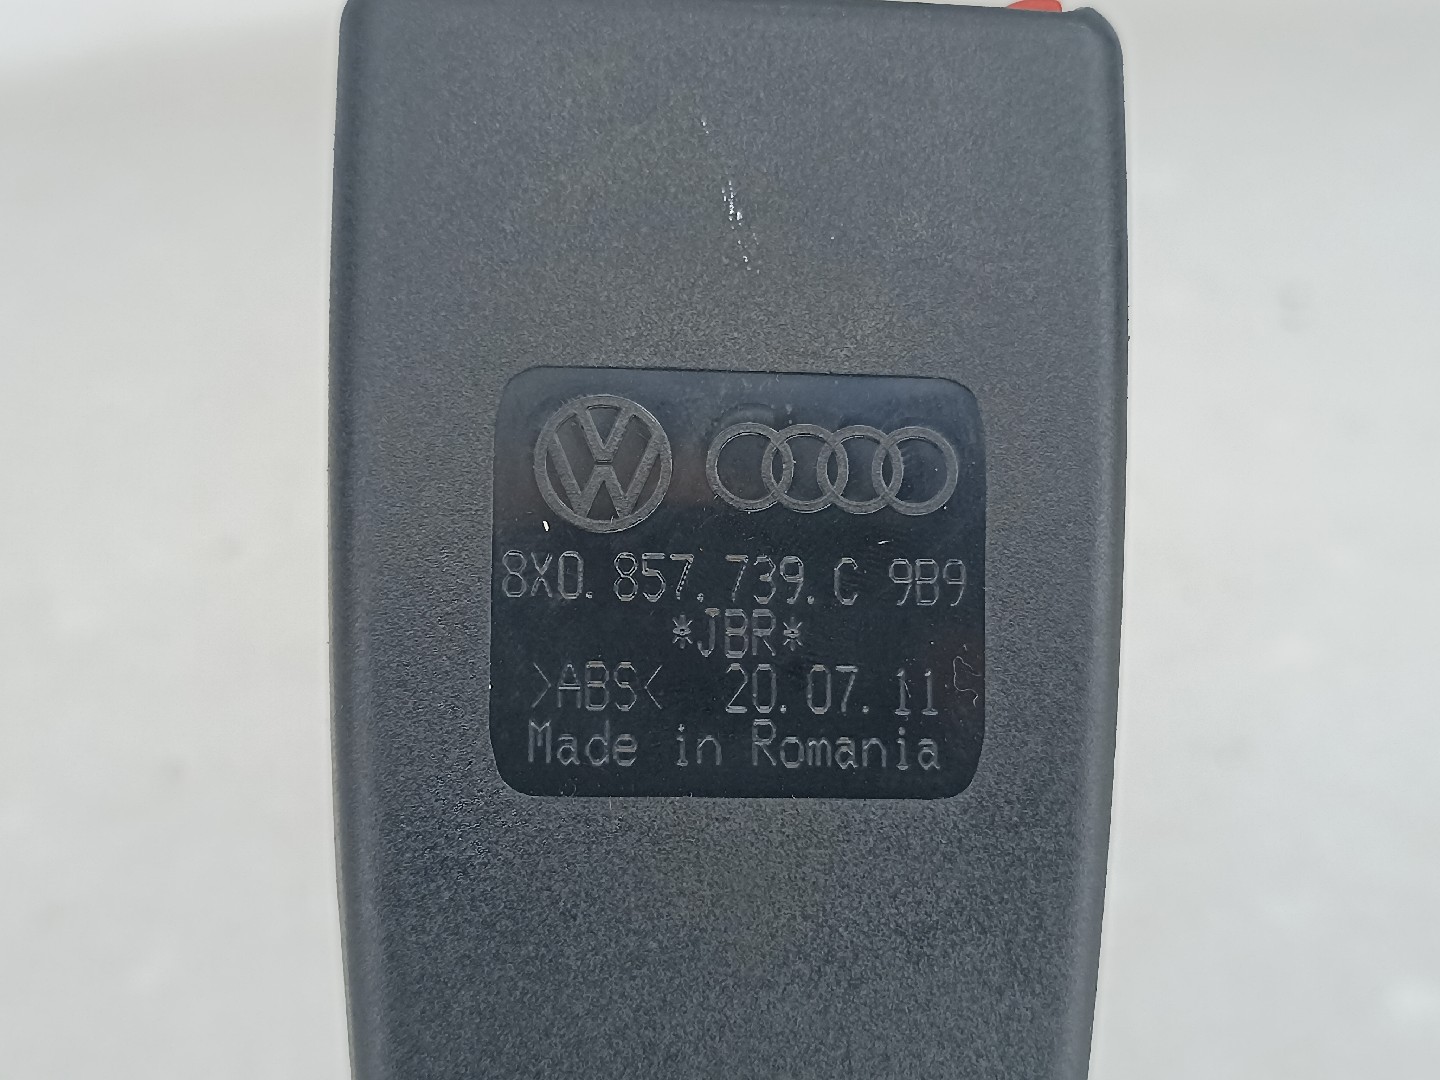 8X0.857.739.C 9B9
*JBR*
>ABS< 20.07.11
Made in Romania